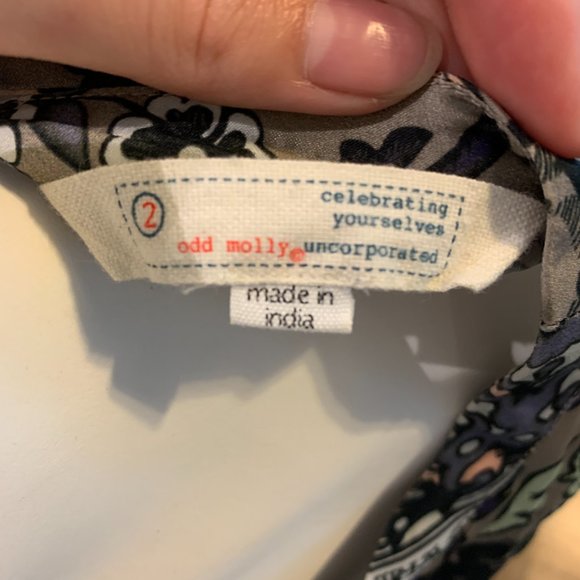 2
celebrating
yourselves
odd molly® uncorporated
made in
india